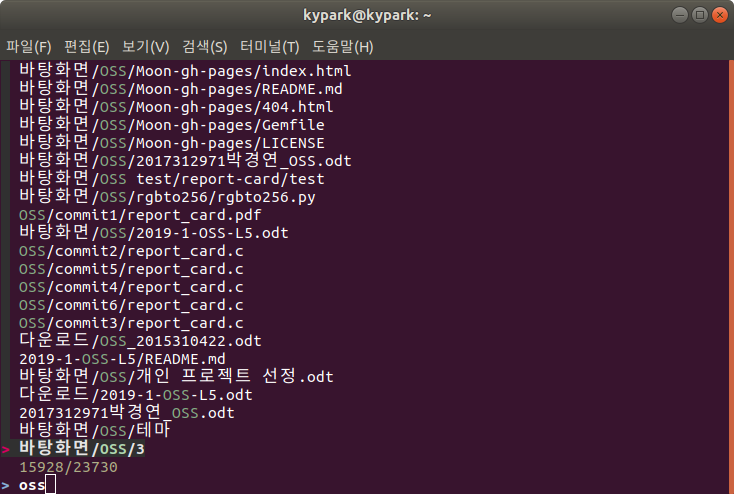 kypark@kypark: ~
파일(F) 편집(E) 보기(V) 검색(S) 터미널(T) 도움말(H)
바탕화면/OSS/Moon-gh-pages/index.html
바탕화면/OSS/Moon-gh-pages/README.md
바탕화면/OSS/Moon-gh-pages/404.html
바탕화면/OSS/Moon-gh-pages/Gemfile
바탕화면/OSS/Moon-gh-pages/LICENSE
바탕화면/OSS/2017312971박경연_OSS.odt
바탕화면/OSS test/report-card/test
바탕화면/OSS/rgbto256/rgbto256.py
OSS/commit1/report_card.pdf
바탕화면/OSS/2019-1-OSS-L5.odt
OSS/commit2/report_card.c
OSS/commit5/report_card.c
OSS/commit4/report_card.c
OSS/commit6/report_card.c
OSS/commit3/report_card.c
다운로드/OSS_2015310422.odt
2019-1-OSS-L5/README.md
바탕화면/OSS/개인 프로젝트 선정.odt
다운로드/2019-1-OSS-L5.odt
2017312971박경연_OSS.odt
바탕화면/OSS/테마
> 바탕화면/OSS/3
15928/23730
> oss